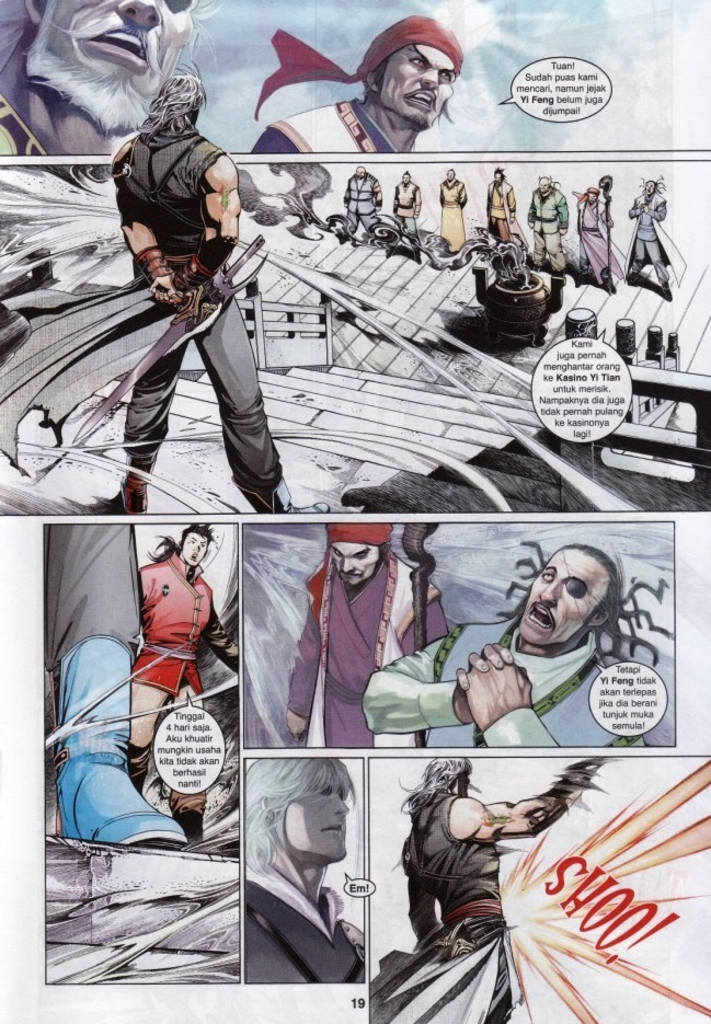 Tuan!
Sudah puas kami
mencari, namun jejak
Yi Feng belum juga
dijumpai!
Kami
juga pernah
menghantar orang
ke Kasino Yi Tian
untuk merisik.
Nampaknya dia juga
tidak pernah pulang
ke kasinonya
lagi!
Tinggal
4 hari saja.
Aku khuatir
mungkin usaha
kita tidak akan
berhasil
nanti!
Tetapi
Yi Feng tidak
akan terlepas
jika dia berani
tunjuk muka
semula!
Em!
SHOO!
19